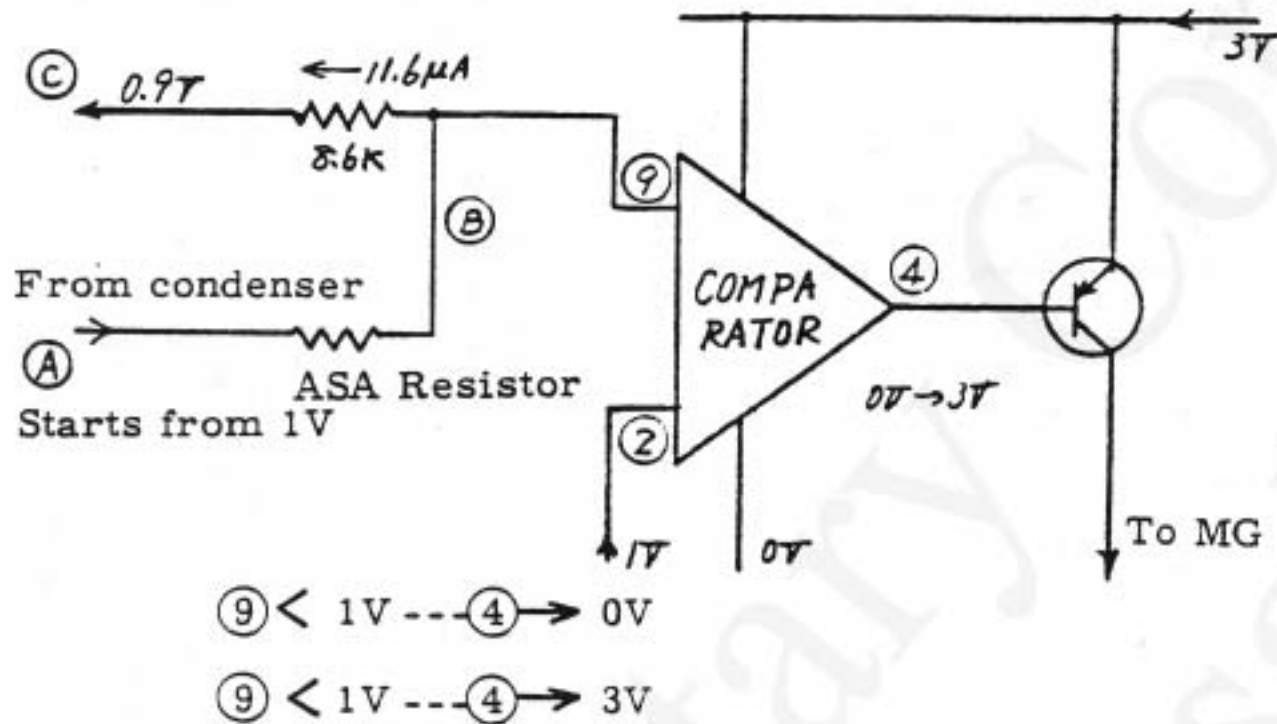 3V
Ⓒ 0.9V ←11.6μA
8.6K
⑨
Ⓑ
From condenser
④
COMPA
RATOR
Ⓐ
ASA Resistor
0V→3V
Starts from 1V
②
To MG
1V 0V
⑨ < 1V ---④→ 0V
⑨ < 1V ---④→ 3V